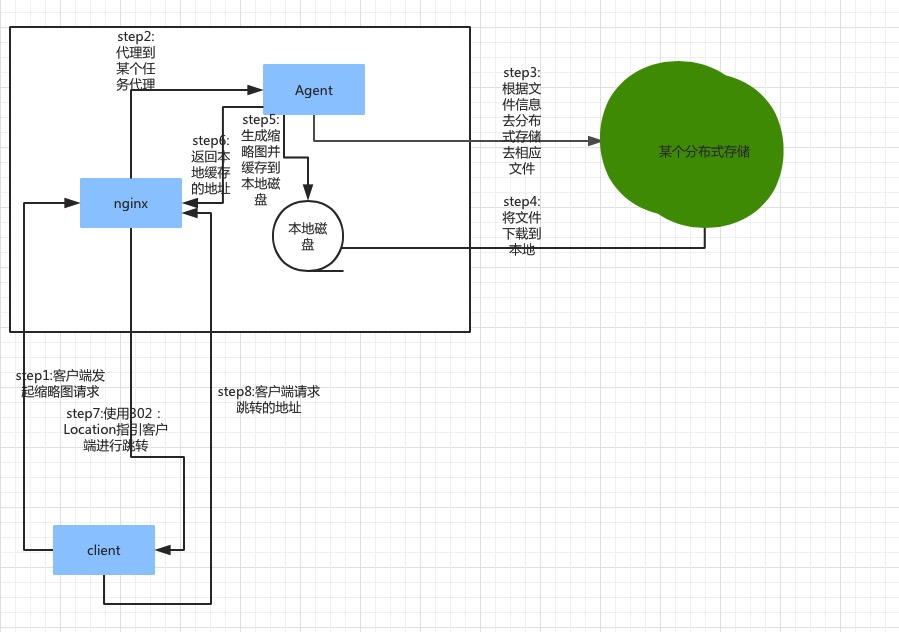 step2:
代理到
某个任
务代理
Agent
step3:
根据文
件信息
去分布
式存储
去相应
文件
某个分布式存储
step5:
生成缩
略图并
缓存到
本地磁
盘
step6:
返回本
地缓存
的地址
nginx
本地磁
盘
step4:
将文件
下载到
本地
step1:客户端发
起缩略图请求
step8:客户端请求
跳转的地址
step7:使用302：
Location指引客户
端进行跳转
client